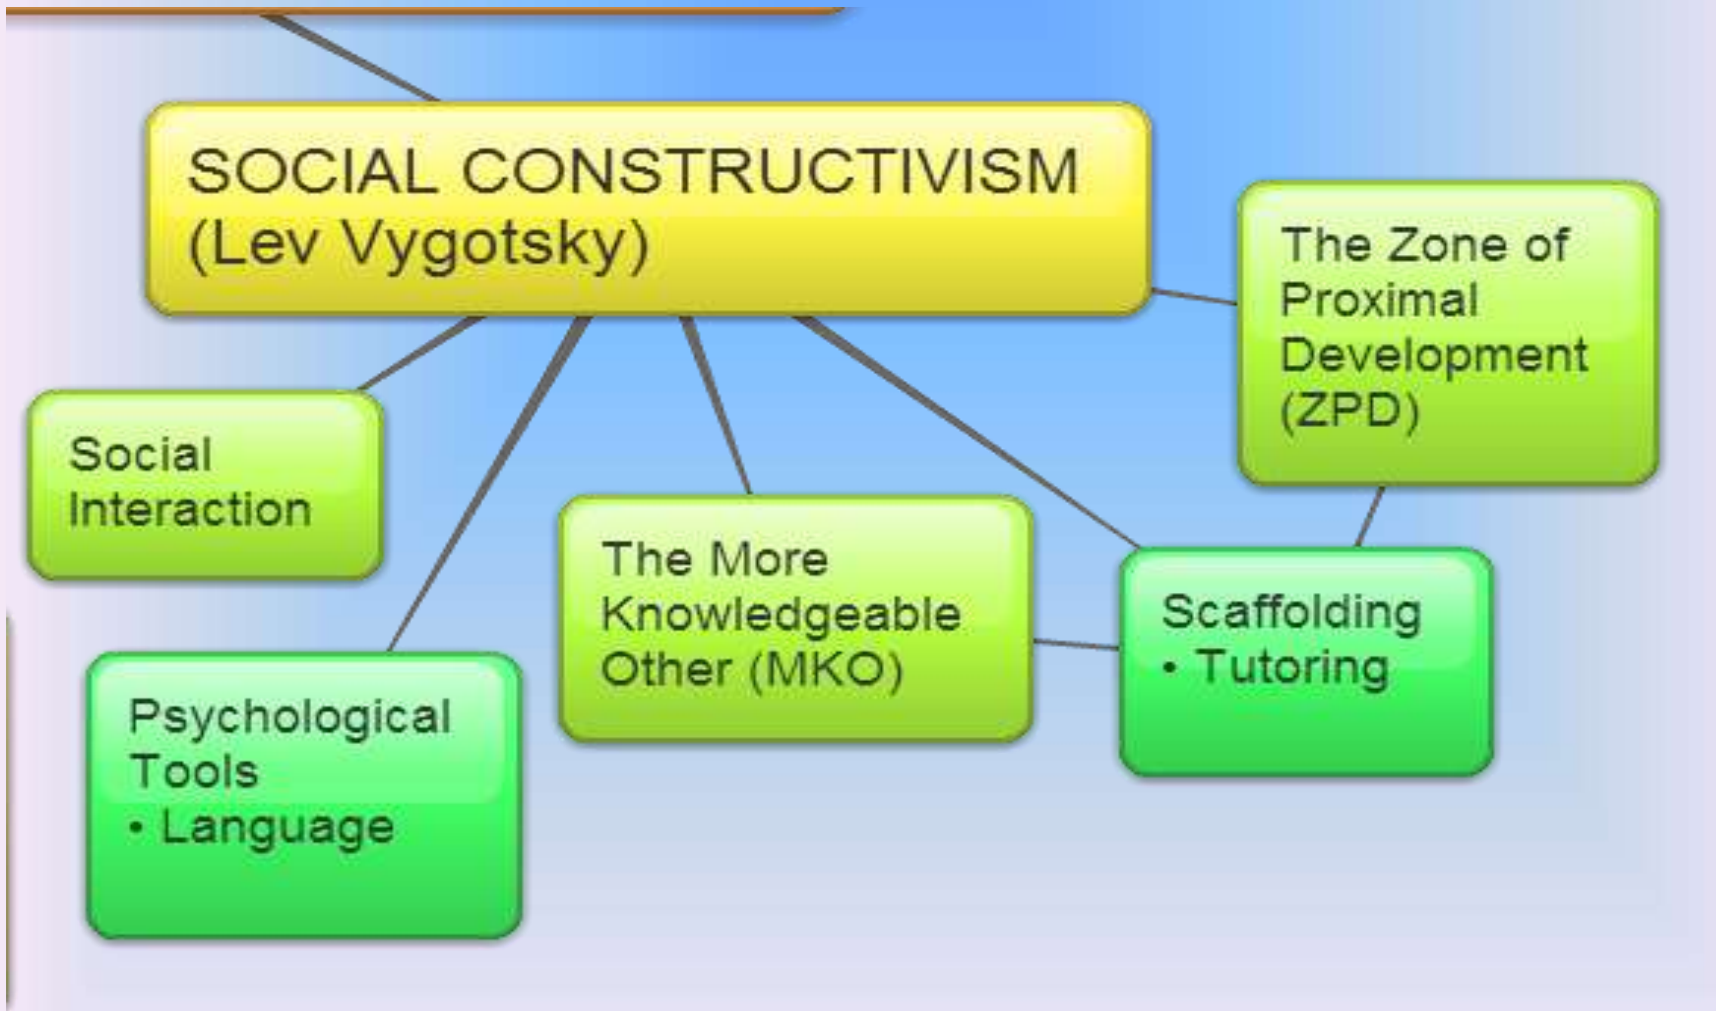 SOCIAL CONSTRUCTIVISM
(Lev Vygotsky)
The Zone of
Proximal
Development
(ZPD)
Social
Interaction
The More
Knowledgeable
Other (MKO)
Scaffolding
• Tutoring
Psychological
Tools
• Language